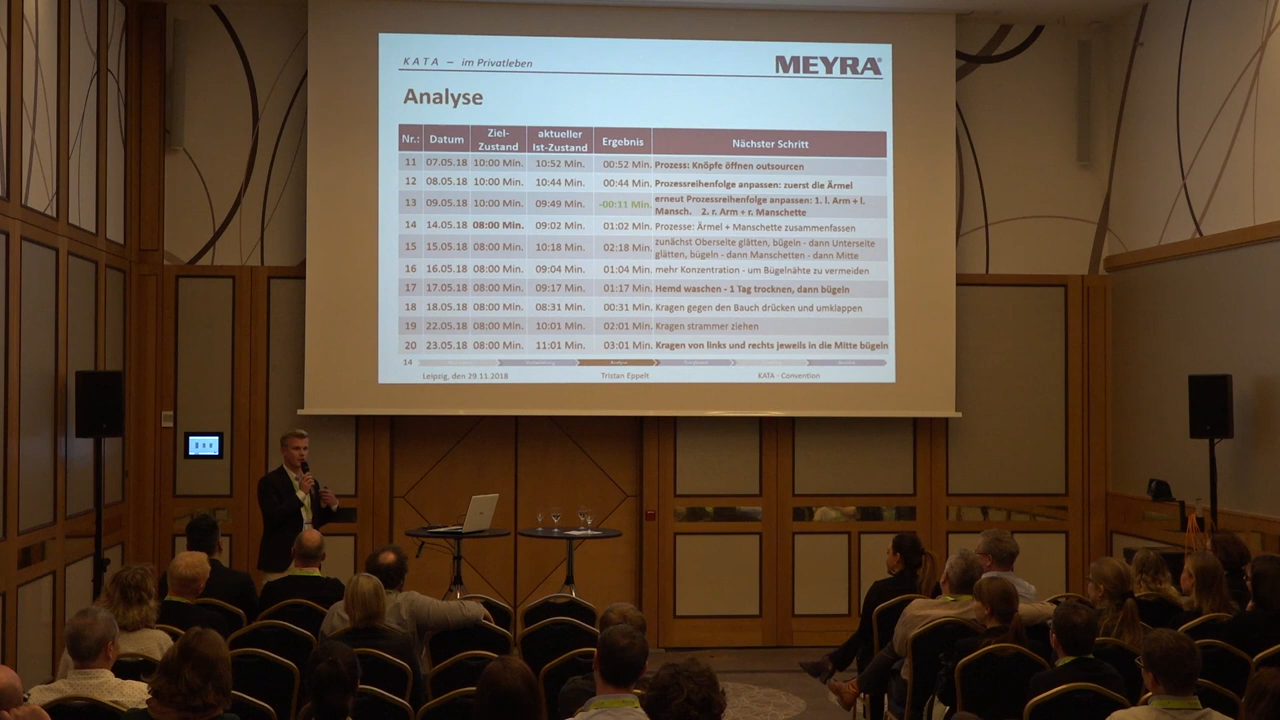 KATA – im Privatleben
MEYRA®
Analyse
Nr.: Datum Ziel- Zustand aktueller Ist-Zustand Ergebnis Nächster Schritt
11 07.05.18 10:00 Min. 10:52 Min. 00:52 Min. Prozess: Knöpfe öffnen outsourcen
12 08.05.18 10:00 Min. 10:44 Min. 00:44 Min. Prozessreihenfolge anpassen: zuerst die Ärmel
13 09.05.18 10:00 Min. 09:49 Min. -00:11 Min. erneut Prozessreihenfolge anpassen: 1. l. Arm + l.
Mansch. 2. r. Arm + r. Manschette
14 14.05.18 08:00 Min. 09:02 Min. 01:02 Min. Prozesse: Ärmel + Manschette zusammenfassen
15 15.05.18 08:00 Min. 10:18 Min. 02:18 Min. zunächst Oberseite glätten, bügeln - dann Unterseite
glätten, bügeln - dann Manschetten - dann Mitte
16 16.05.18 08:00 Min. 09:04 Min. 01:04 Min. mehr Konzentration - um Bügelnähte zu vermeiden
17 17.05.18 08:00 Min. 09:17 Min. 01:17 Min. Hemd waschen - 1 Tag trocknen, dann bügeln
18 18.05.18 08:00 Min. 08:31 Min. 00:31 Min. Kragen gegen den Bauch drücken und umklappen
19 22.05.18 08:00 Min. 10:01 Min. 02:01 Min. Kragen strammer ziehen
20 23.05.18 08:00 Min. 11:01 Min. 03:01 Min. Kragen von links und rechts jeweils in die Mitte bügeln
14
Analyse
Leipzig, den 29.11.2018 Tristan Eppelt KATA - Convention